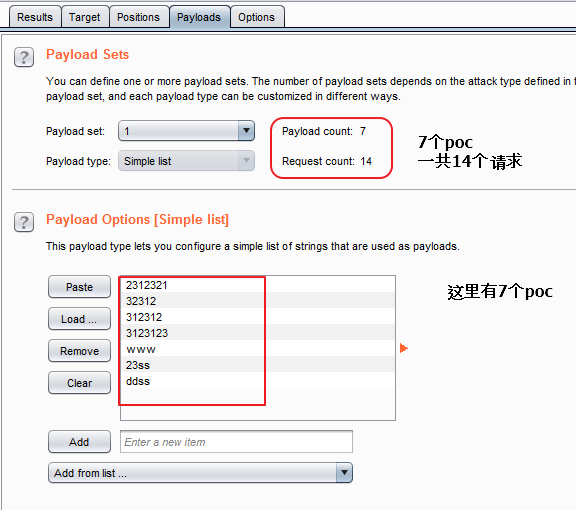 Results Target Positions Payloads Options
? Payload Sets
You can define one or more payload sets. The number of payload sets depends on the attack type defined in t
payload set, and each payload type can be customized in different ways.
Payload set: 1 Payload count: 7
Payload type: Simple list Request count: 14
7个poc
一共14个请求
? Payload Options [Simple list]
This payload type lets you configure a simple list of strings that are used as payloads.
这里有7个poc
Paste
Load ...
Remove
Clear
2312321
32312
312312
3123123
www
23ss
ddss
Add Enter a new item
Add from list ...